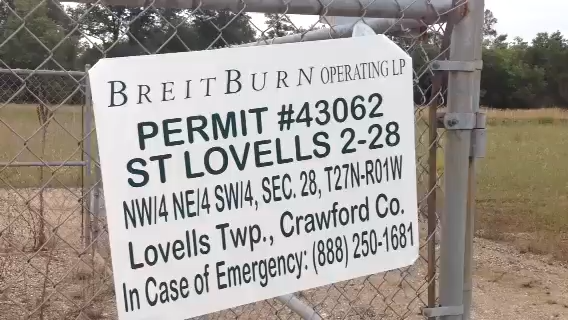 BREITBURN OPERATING LP
PERMIT #43062
ST LOVELLS 2-28
NW/4 NE/4 SW/4, SEC. 28, T27N-R01W
Lovells Twp., Crawford Co.
In Case of Emergency: (888) 250-1681